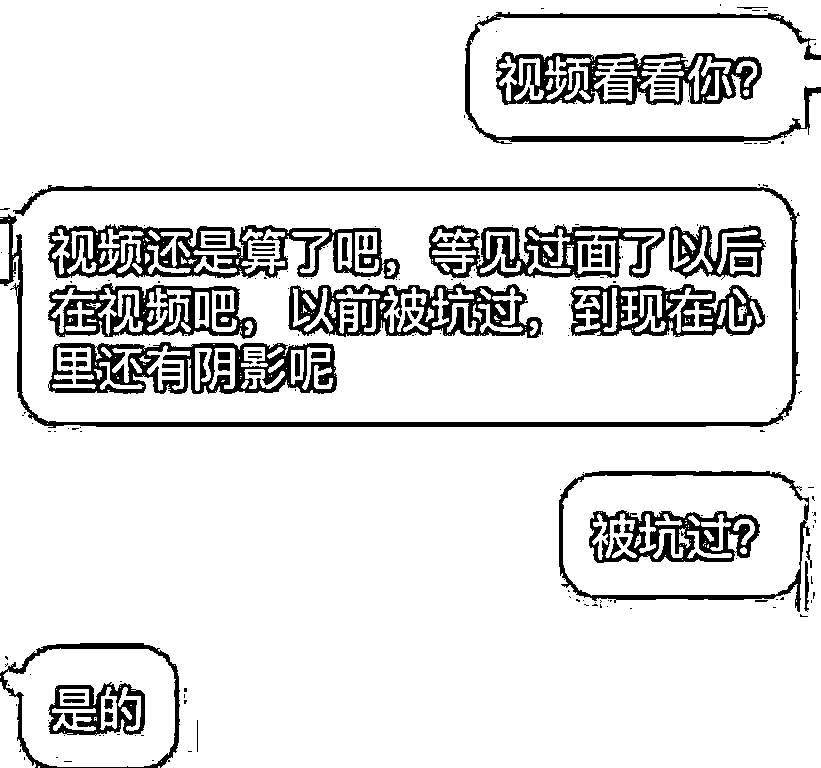 视频看看你?
视频还是算了吧，等见过面了以后
在视频吧，以前被坑过，到现在心
里还有阴影呢
被坑过?
是的